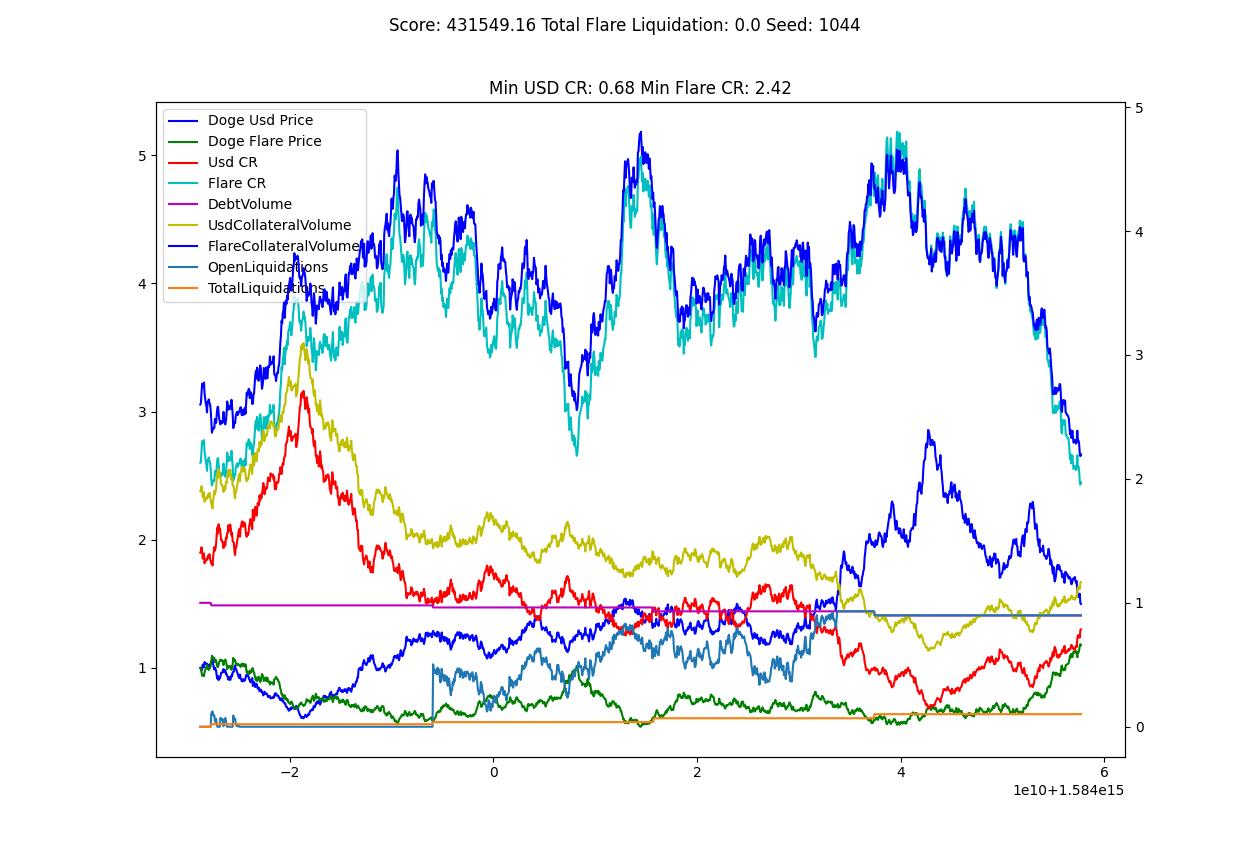 Score: 431549.16 Total Flare Liquidation: 0.0 Seed: 1044
Min USD CR: 0.68 Min Flare CR: 2.42
Doge Usd Price
Doge Flare Price
Usd CR
Flare CR
DebtVolume
UsdCollateralVolume
FlareCollateralVolume
OpenLiquidations
TotalLiquidations
5
4
3
2
1
5
4
3
2
1
0
−2
0
2
4
6
1e10+1.584e15